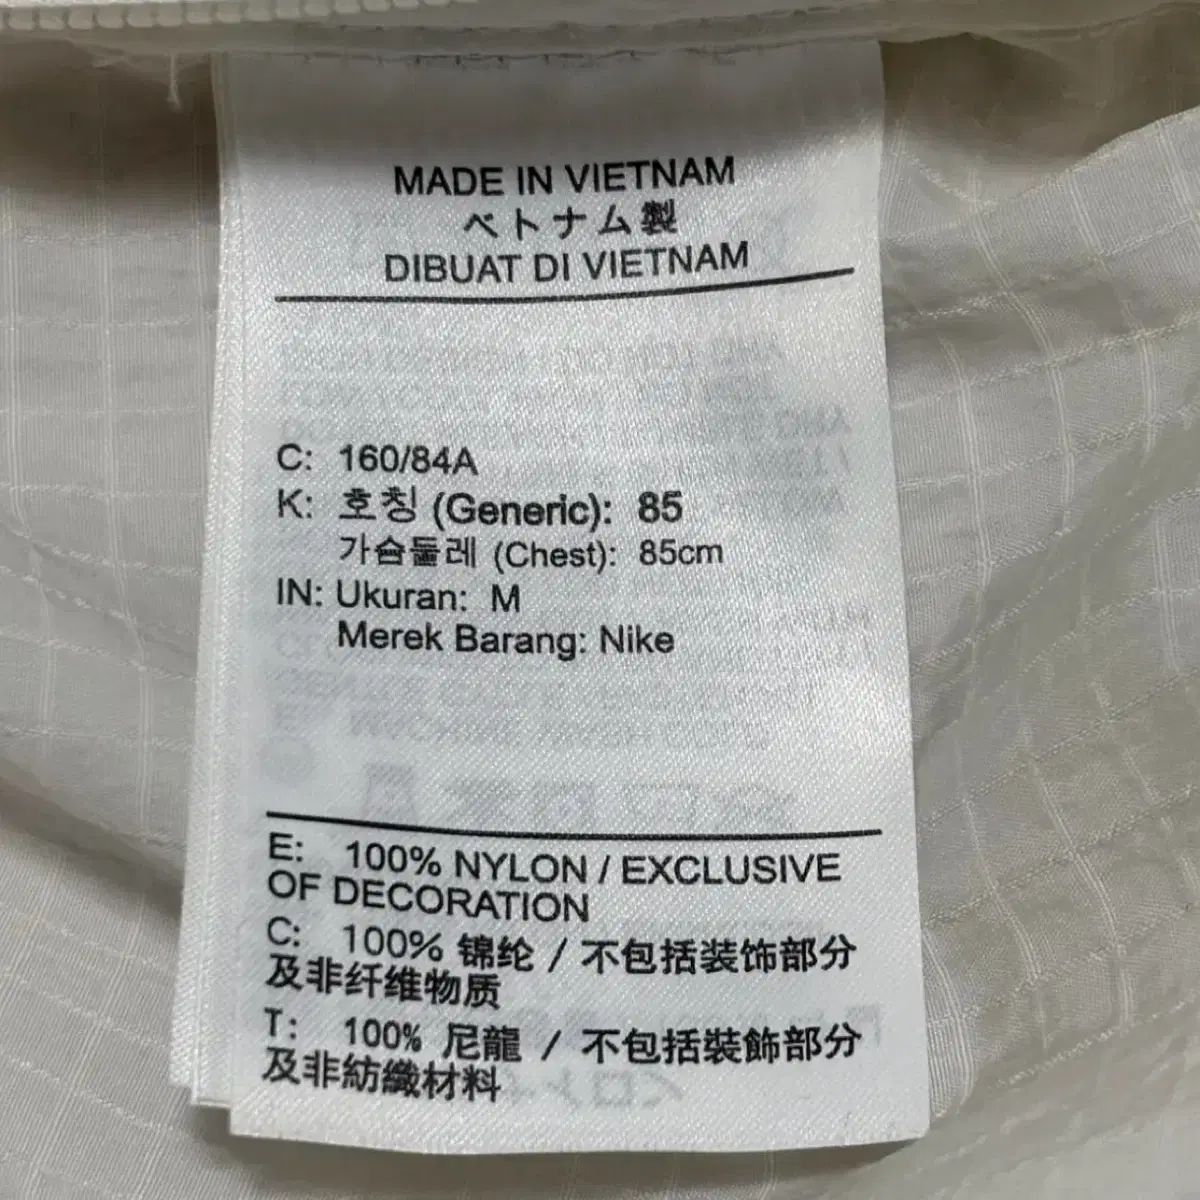 MADE IN VIETNAM
ベトナム製
DIBUAT DI VIETNAM
C: 160/84A
K: 호칭 (Generic): 85
가슴둘레 (Chest): 85cm
IN: Ukuran: M
Merek Barang: Nike
E: 100% NYLON / EXCLUSIVE
OF DECORATION
C: 100% 锦纶 / 不包括装饰部分
及非纤维物质
T: 100% 尼龍 / 不包括裝飾部分
及非紡織材料